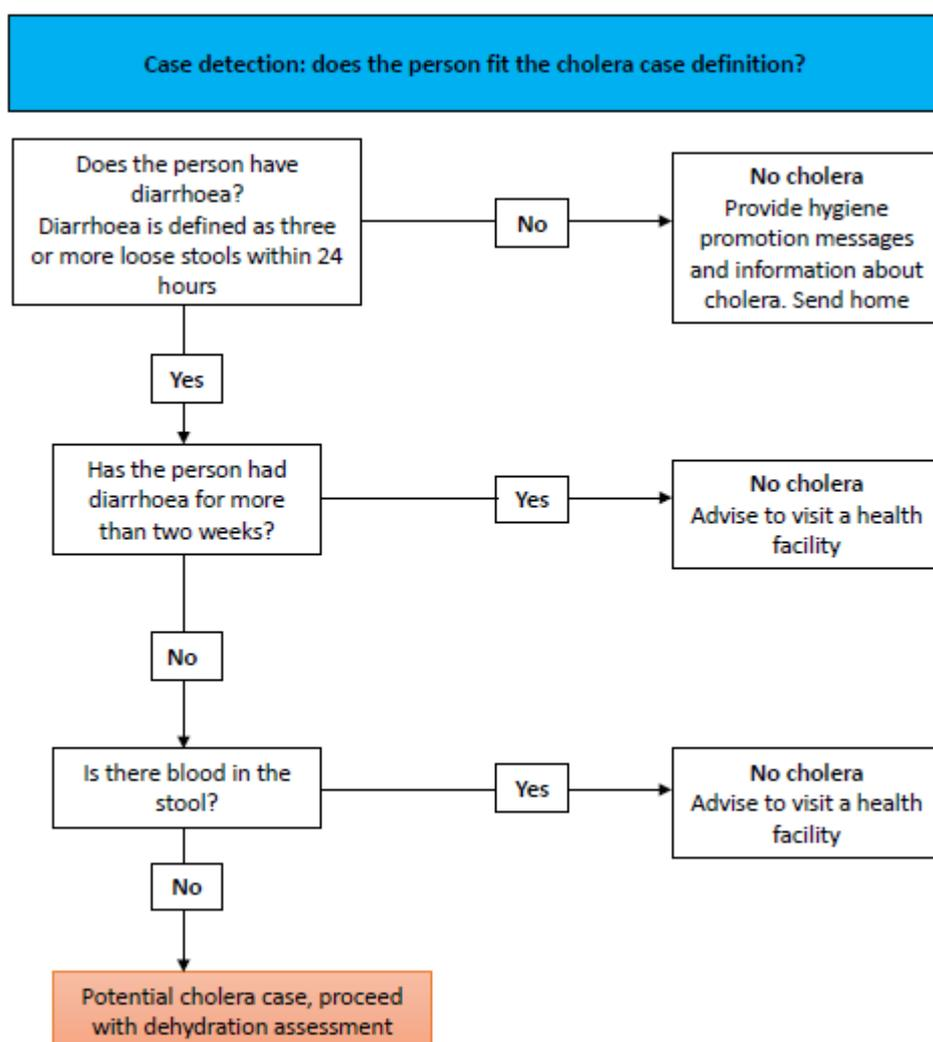 Case detection: does the person fit the cholera case definition?
Does the person have
diarrhoea?
Diarrhoea is defined as three
or more loose stools within 24
hours
No
No cholera
Provide hygiene
promotion messages
and information about
cholera. Send home
Yes
Has the person had
diarrhoea for more
than two weeks?
Yes
No cholera
Advise to visit a health
facility
No
Is there blood in the
stool?
Yes
No cholera
Advise to visit a health
facility
No
Potential cholera case, proceed
with dehydration assessment